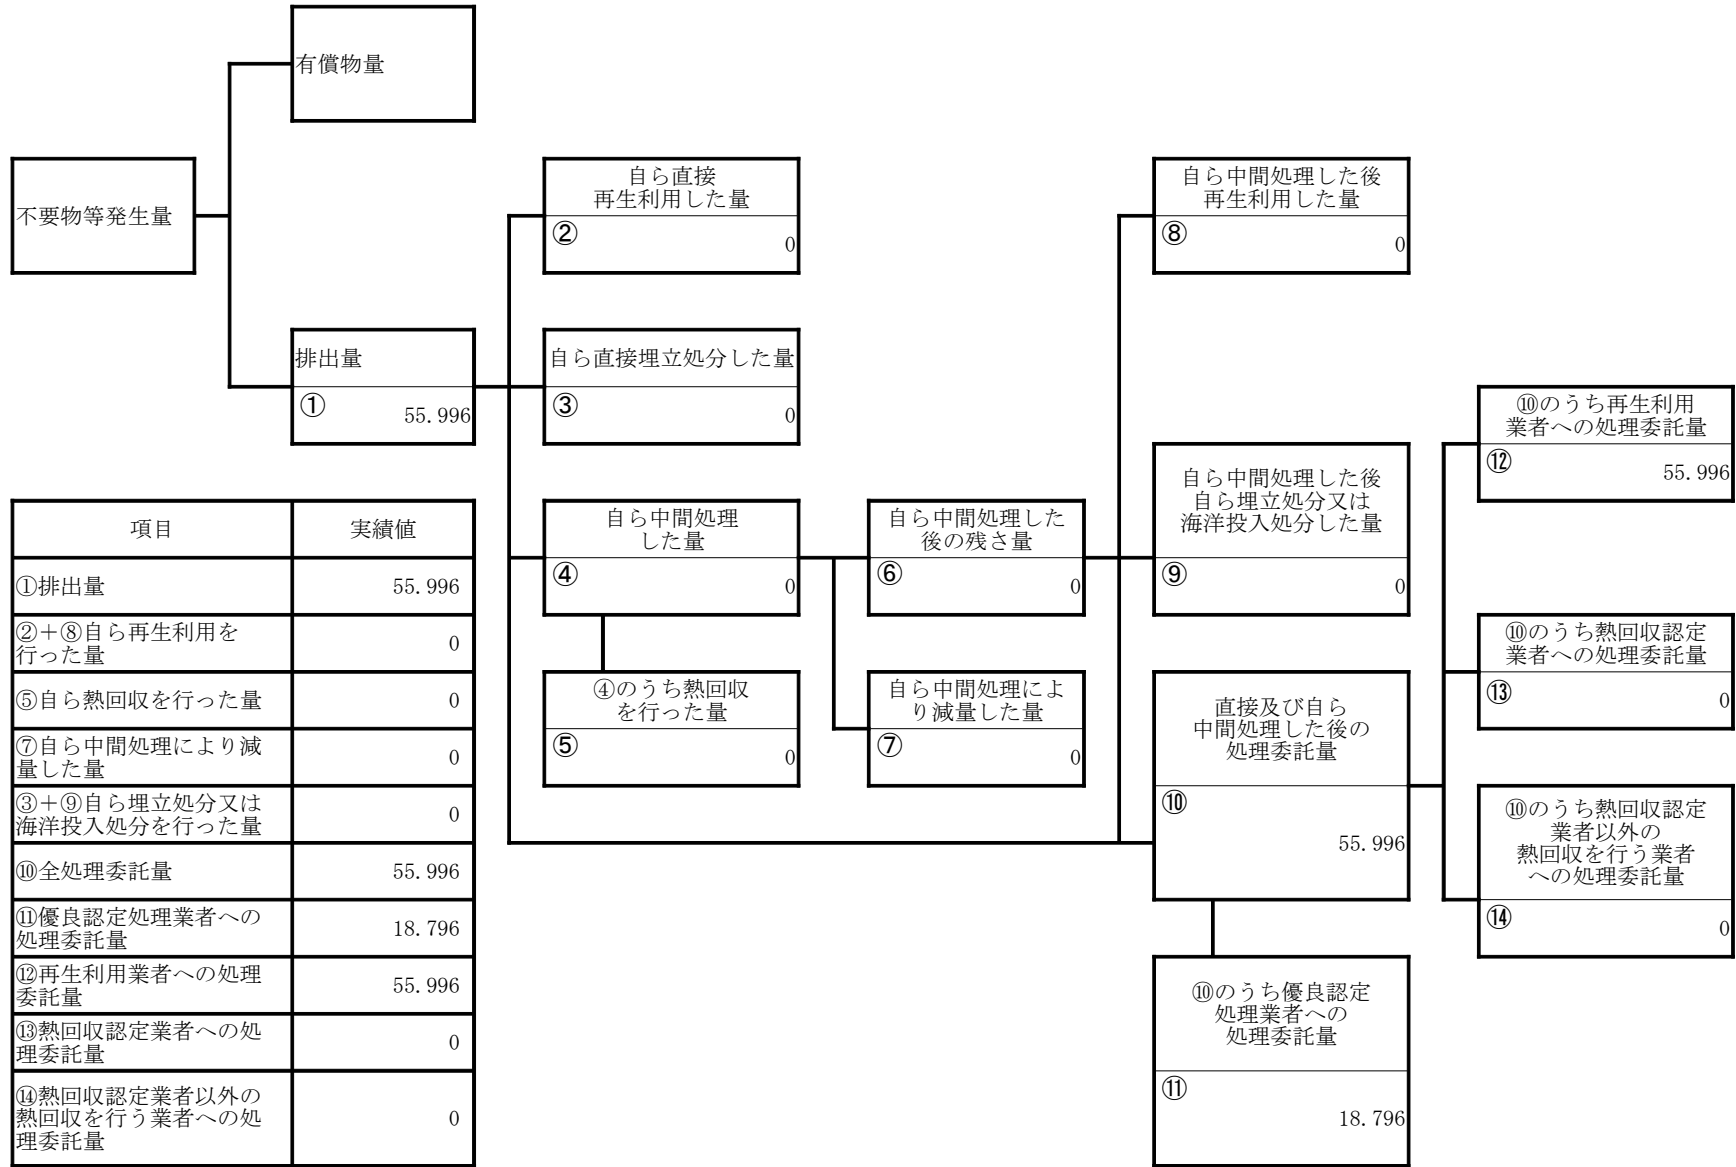 有償物量
不要物等発生量
排出量
①
55.996
自ら直接
再生利用した量
②
0
自ら直接埋立処分した量
③
0
自ら中間処理
した量
④
0
④のうち熱回収
を行った量
⑤
0
自ら中間処理した
後の残さ量
⑥
0
自ら中間処理によ
り減量した量
⑦
0
自ら中間処理した後
再生利用した量
⑧
0
自ら中間処理した後
自ら埋立処分又は
海洋投入処分した量
⑨
0
直接及び自ら
中間処理した後の
処理委託量
⑩
55.996
⑩のうち優良認定
処理業者への
処理委託量
⑪
18.796
⑩のうち再生利用
業者への処理委託量
⑫
55.996
⑩のうち熱回収認定
業者への処理委託量
⑬
0
⑩のうち熱回収認定
業者以外の
熱回収を行う業者
への処理委託量
⑭
0
項目 実績値
①排出量 55.996
②+⑧自ら再生利用を
行った量 0
⑤自ら熱回収を行った量 0
⑦自ら中間処理により減
量した量 0
③+⑨自ら埋立処分又は
海洋投入処分を行った量 0
⑩全処理委託量 55.996
⑪優良認定処理業者への
処理委託量 18.796
⑫再生利用業者への処理
委託量 55.996
⑬熱回収認定業者への処
理委託量 0
⑭熱回収認定業者以外の
熱回収を行う業者への処
理委託量 0